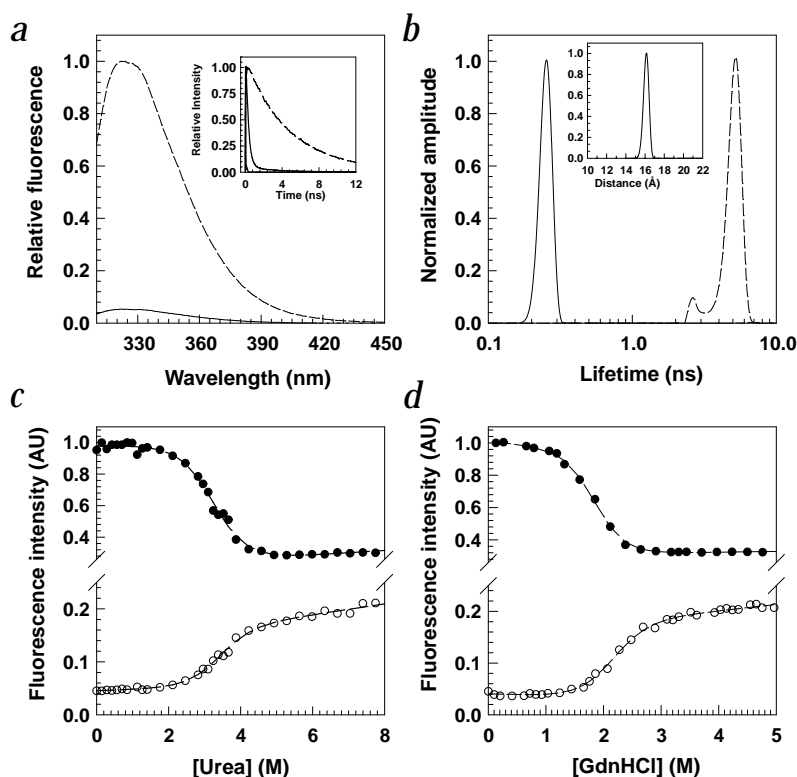 a
Relative fluorescence
1.0
0.8
0.6
0.4
0.2
0.0
330 360 390 420 450
Wavelength (nm)
Relative Intensity
1.00
0.75
0.50
0.25
0.00
0 4 8 12
Time (ns)
b
Normalized amplitude
1.0
0.8
0.6
0.4
0.2
0.0
0.1 1.0 10.0
Lifetime (ns)
1.0
0.8
0.6
0.4
0.2
0.0
10 12 14 16 18 20 22
Distance (Å)
c
Fluorescence intensity (AU)
1.0
0.8
0.6
0.4
0.2
0.1
0.0
0 2 4 6 8
[Urea] (M)
d
Fluorescence intensity (AU)
1.0
0.8
0.6
0.4
0.2
0.1
0.0
0 1 2 3 4 5
[GdnHCl] (M)